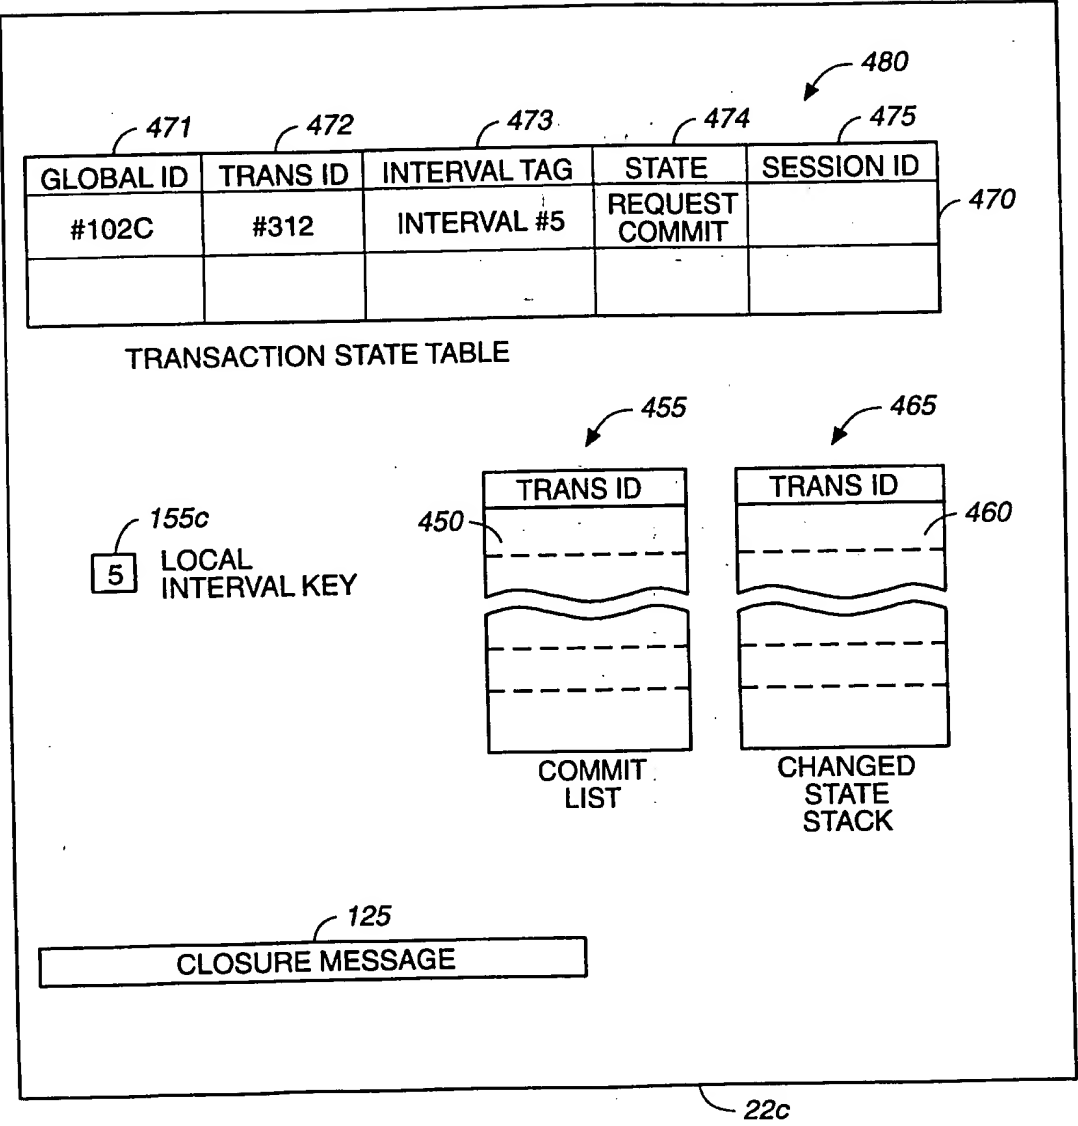 480
471 472 473 474 475
GLOBAL ID TRANS ID INTERVAL TAG STATE SESSION ID
#102C #312 INTERVAL #5 REQUEST COMMIT
470
TRANSACTION STATE TABLE
455 465
TRANS ID TRANS ID
450 460
155c
5 LOCAL
INTERVAL KEY
COMMIT LIST
CHANGED STATE STACK
125
CLOSURE MESSAGE
22c